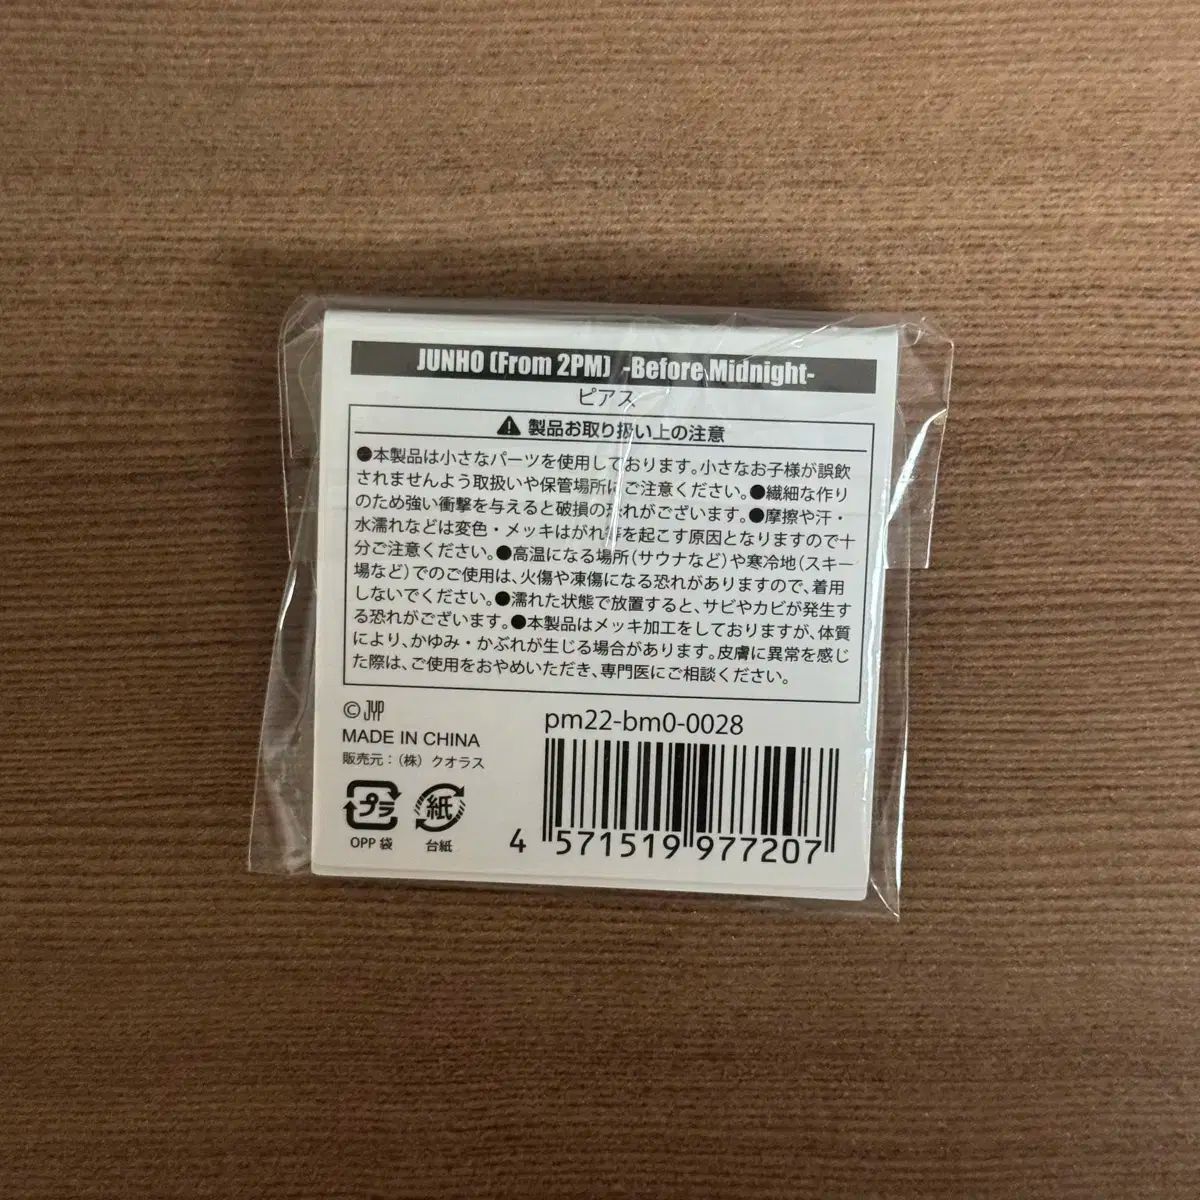 JUNHO (From 2PM) -Before Midnight-
ピアス
製品お取り扱い上の注意
●本製品は小さなパーツを使用しております。小さなお子様が誤飲
されませんよう取扱いや保管場所にご注意ください。●繊細な作り
のため強い衝撃を与えると破損の恐れがございます。●摩擦や汗・
水濡れなどは変色・メッキはがれ等を起こす原因となりますので十
分ご注意ください。●高温になる場所(サウナなど)や寒冷地(スキー
場など)でのご使用は、火傷や凍傷になる恐れがありますので、着用
しないでください。●濡れた状態で放置すると、サビやカビが発生す
る恐れがございます。●本製品はメッキ加工をしておりますが、体質
により、かゆみ・かぶれが生じる場合があります。皮膚に異常を感じ
た際は、ご使用をおやめいただき、専門医にご相談ください。
© JYP
MADE IN CHINA
販売元:(株) クオラス
プラ
OPP 袋
紙
台紙
pm22-bm0-0028
4 571519 977207